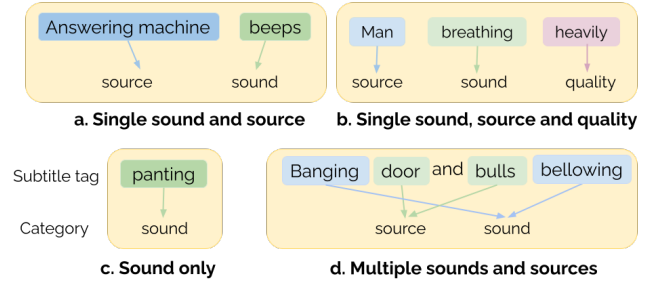 Answering machine beeps
source sound
a. Single sound and source
Man breathing heavily
source sound quality
b. Single sound, source and quality
Subtitle tag panting
Category sound
c. Sound only
Banging door and bulls bellowing
source sound
d. Multiple sounds and sources